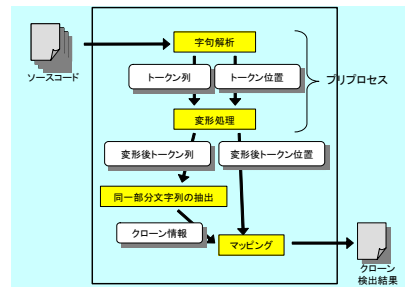 字句解析
ソースコード
トークン列
トークン位置
プリプロセス
変形処理
変形後トークン列
変形後トークン位置
同一部分文字列の抽出
クローン情報
マッピング
クローン
検出結果